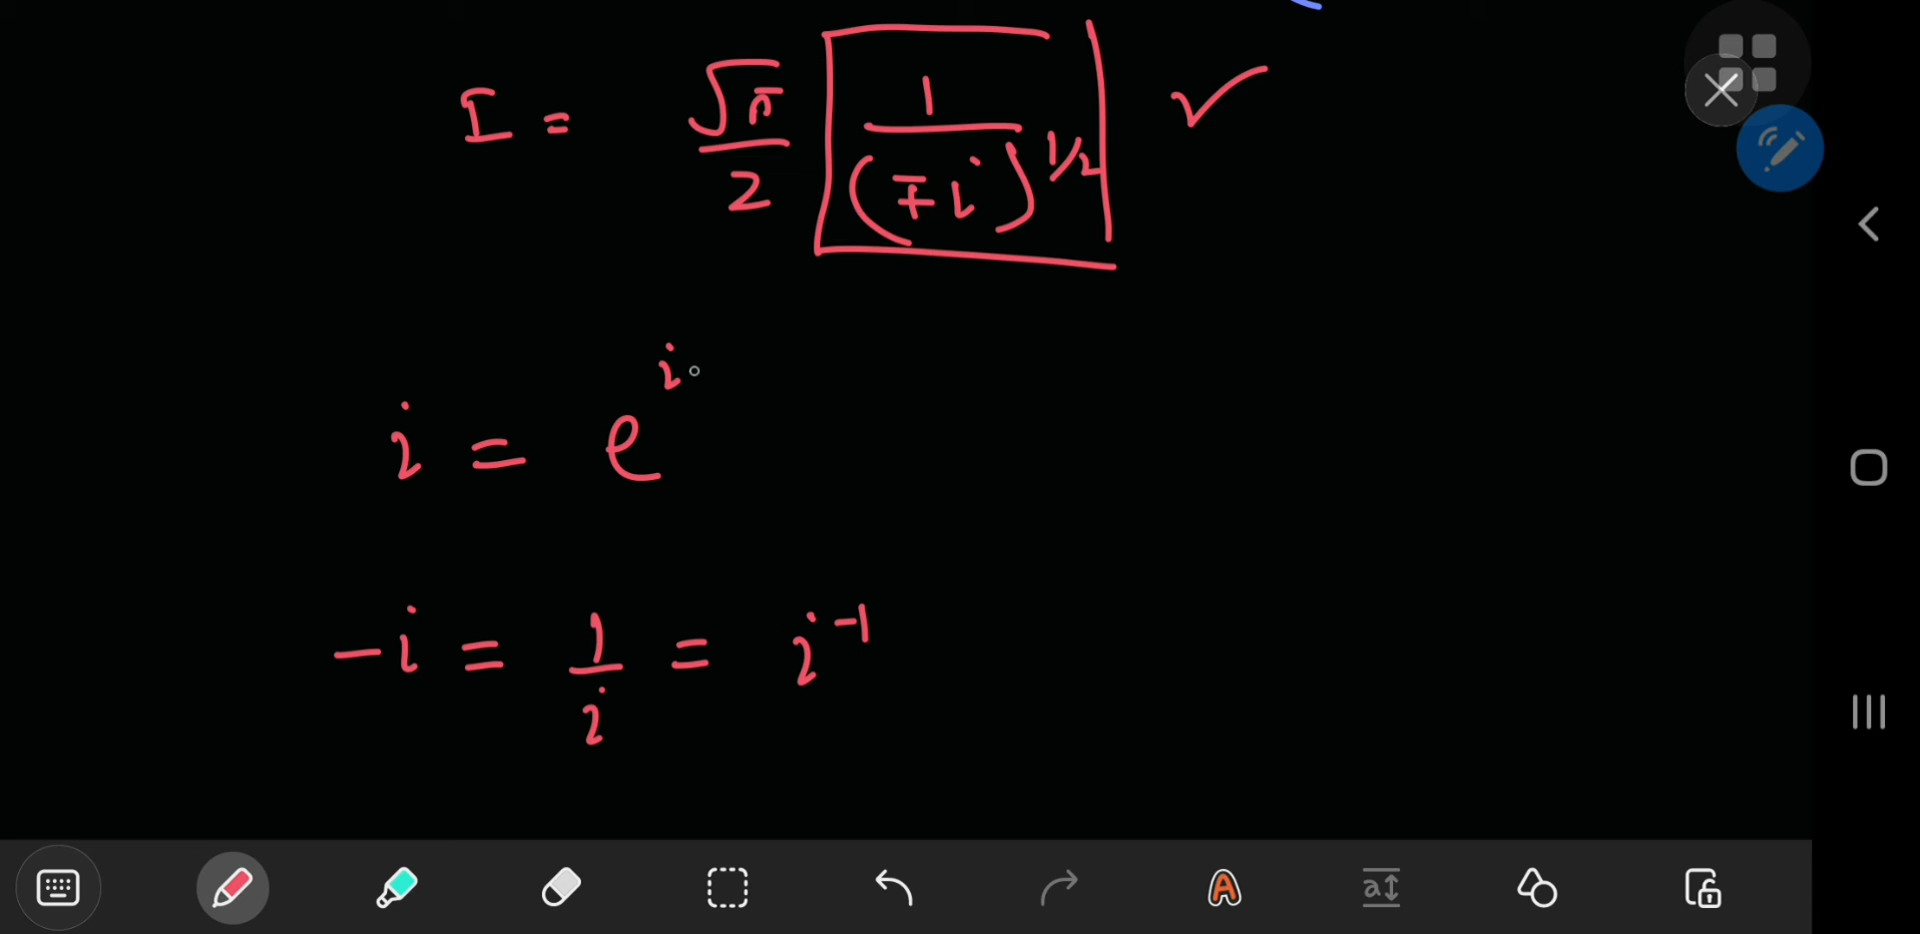 I = √π/2 [1/(∓i)^1/2] ✓
i = e^i
-i = 1/i = i^-1
A
a